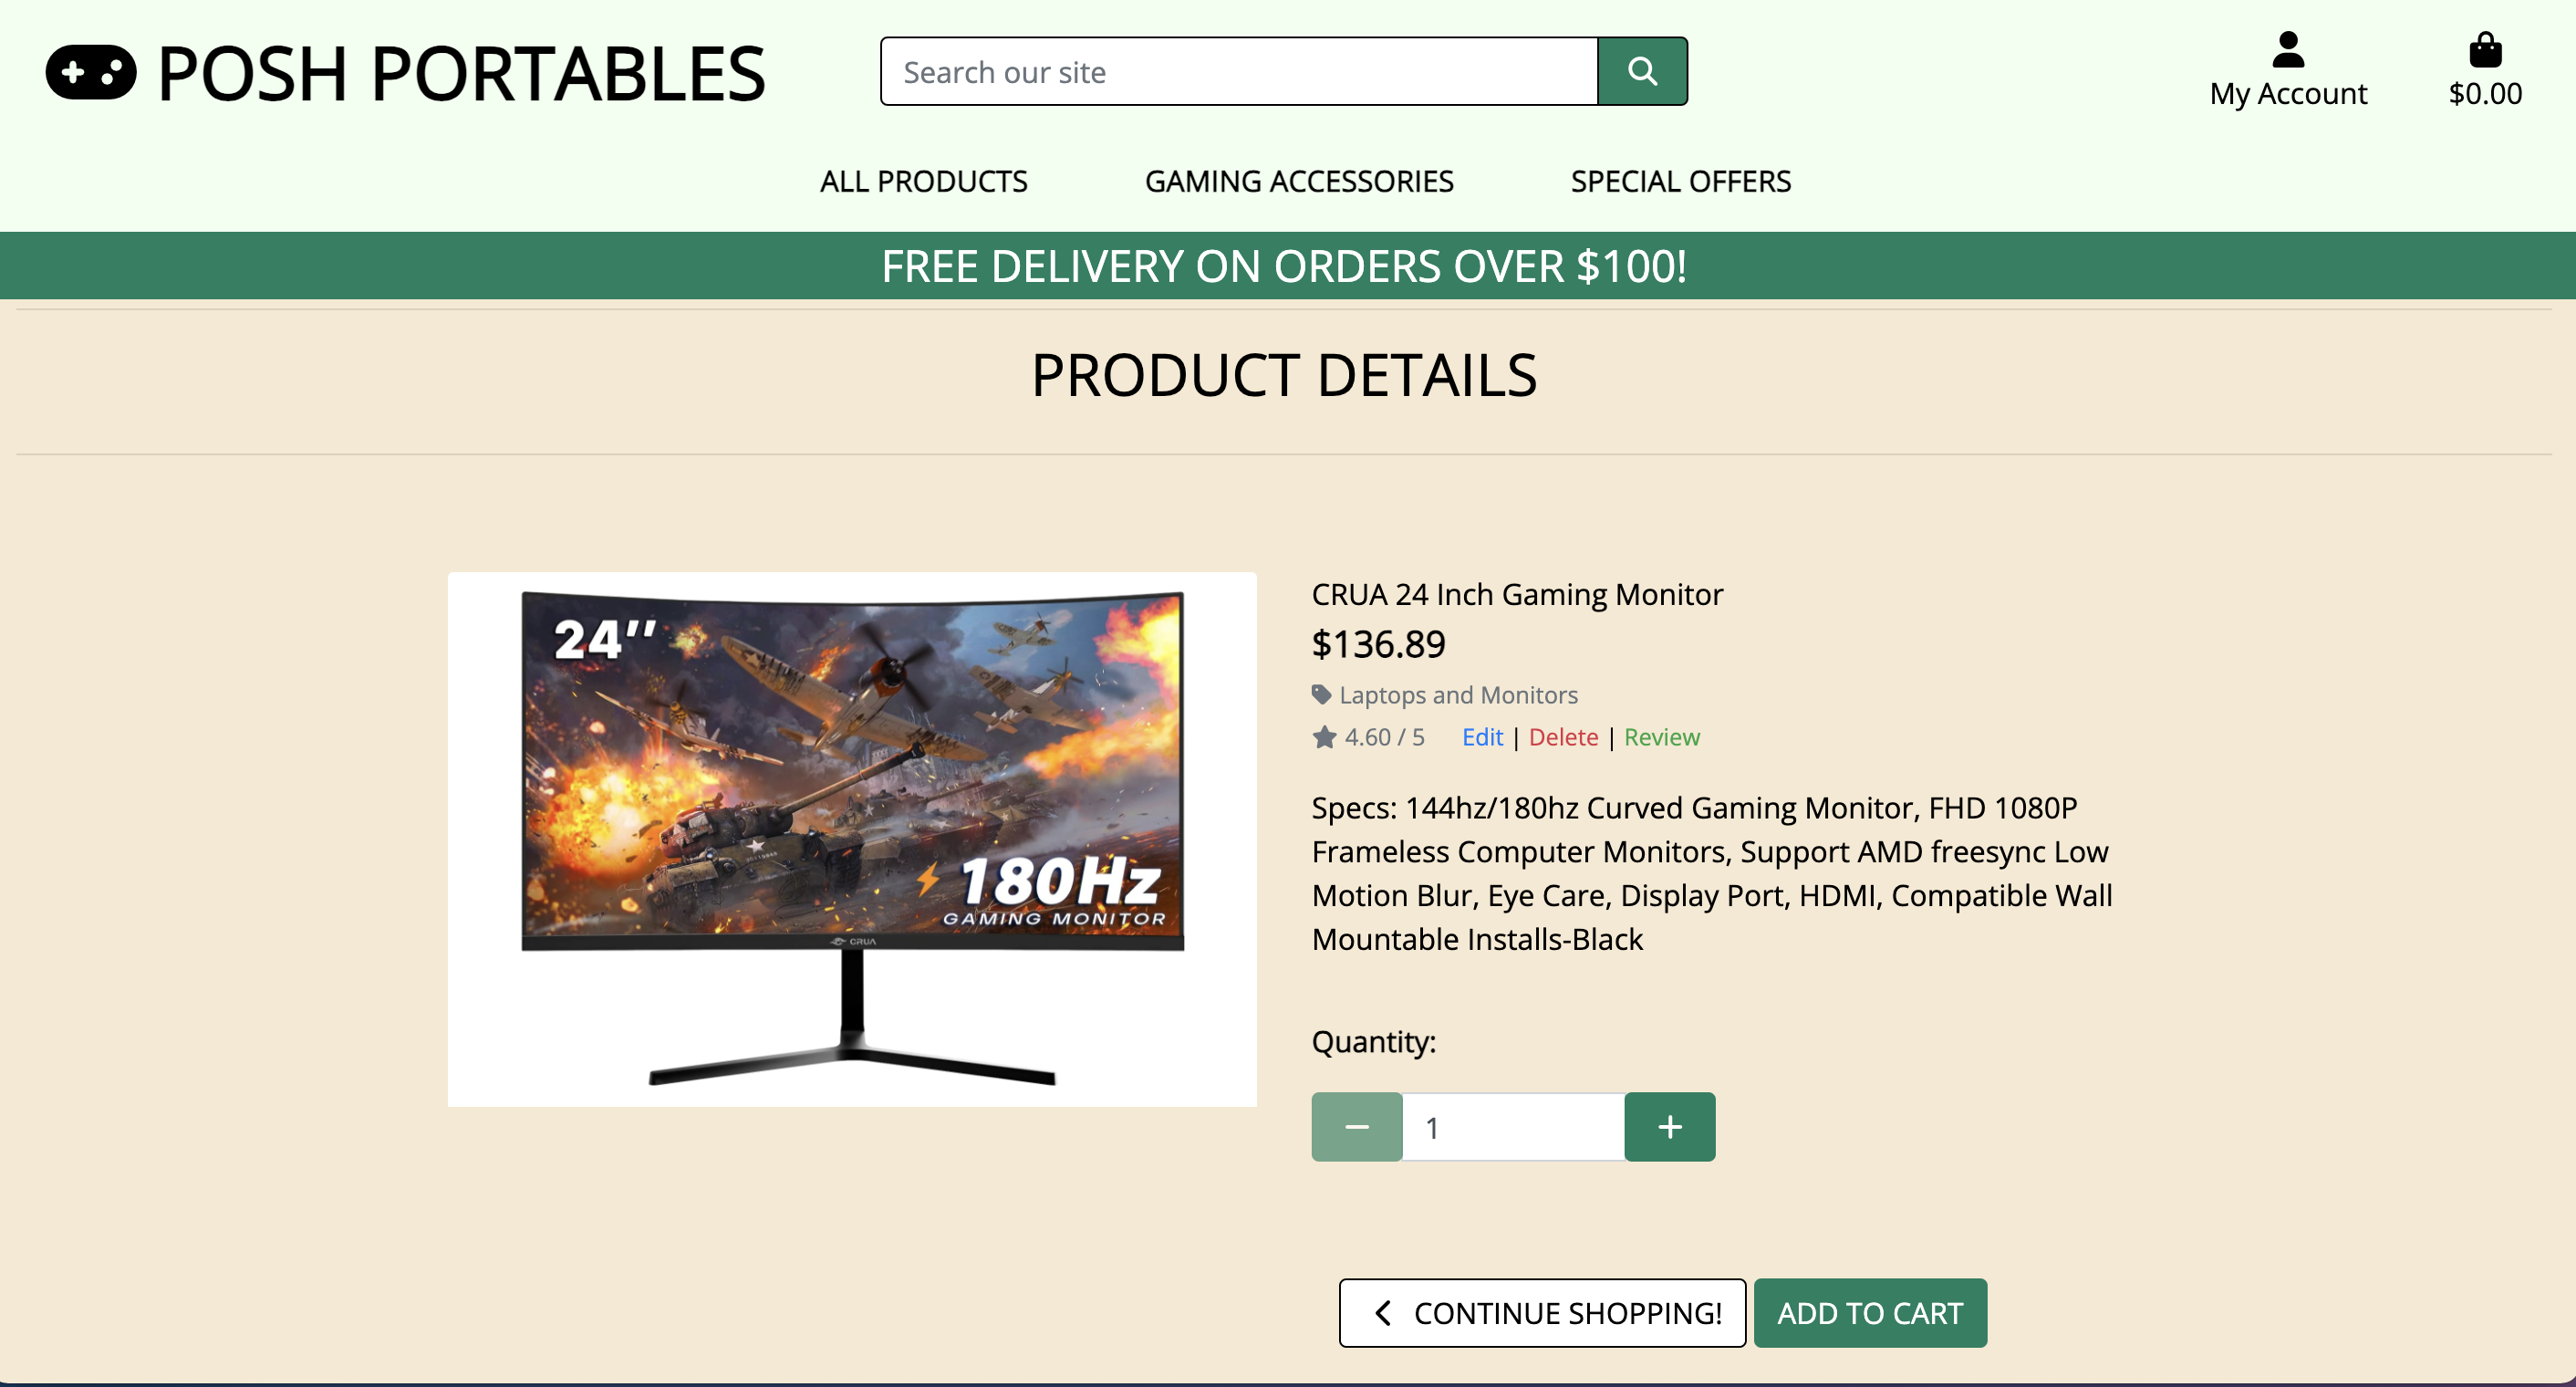 POSH PORTABLES
Search our site
My Account
$0.00
ALL PRODUCTS
GAMING ACCESSORIES
SPECIAL OFFERS
FREE DELIVERY ON ORDERS OVER $100!
PRODUCT DETAILS
24’’
180Hz
GAMING MONITOR
CRUA
CRUA 24 Inch Gaming Monitor
$136.89
Laptops and Monitors
4.60 / 5 Edit | Delete | Review
Specs: 144hz/180hz Curved Gaming Monitor, FHD 1080P
Frameless Computer Monitors, Support AMD freesync Low
Motion Blur, Eye Care, Display Port, HDMI, Compatible Wall
Mountable Installs-Black
Quantity:
1
CONTINUE SHOPPING!
ADD TO CART